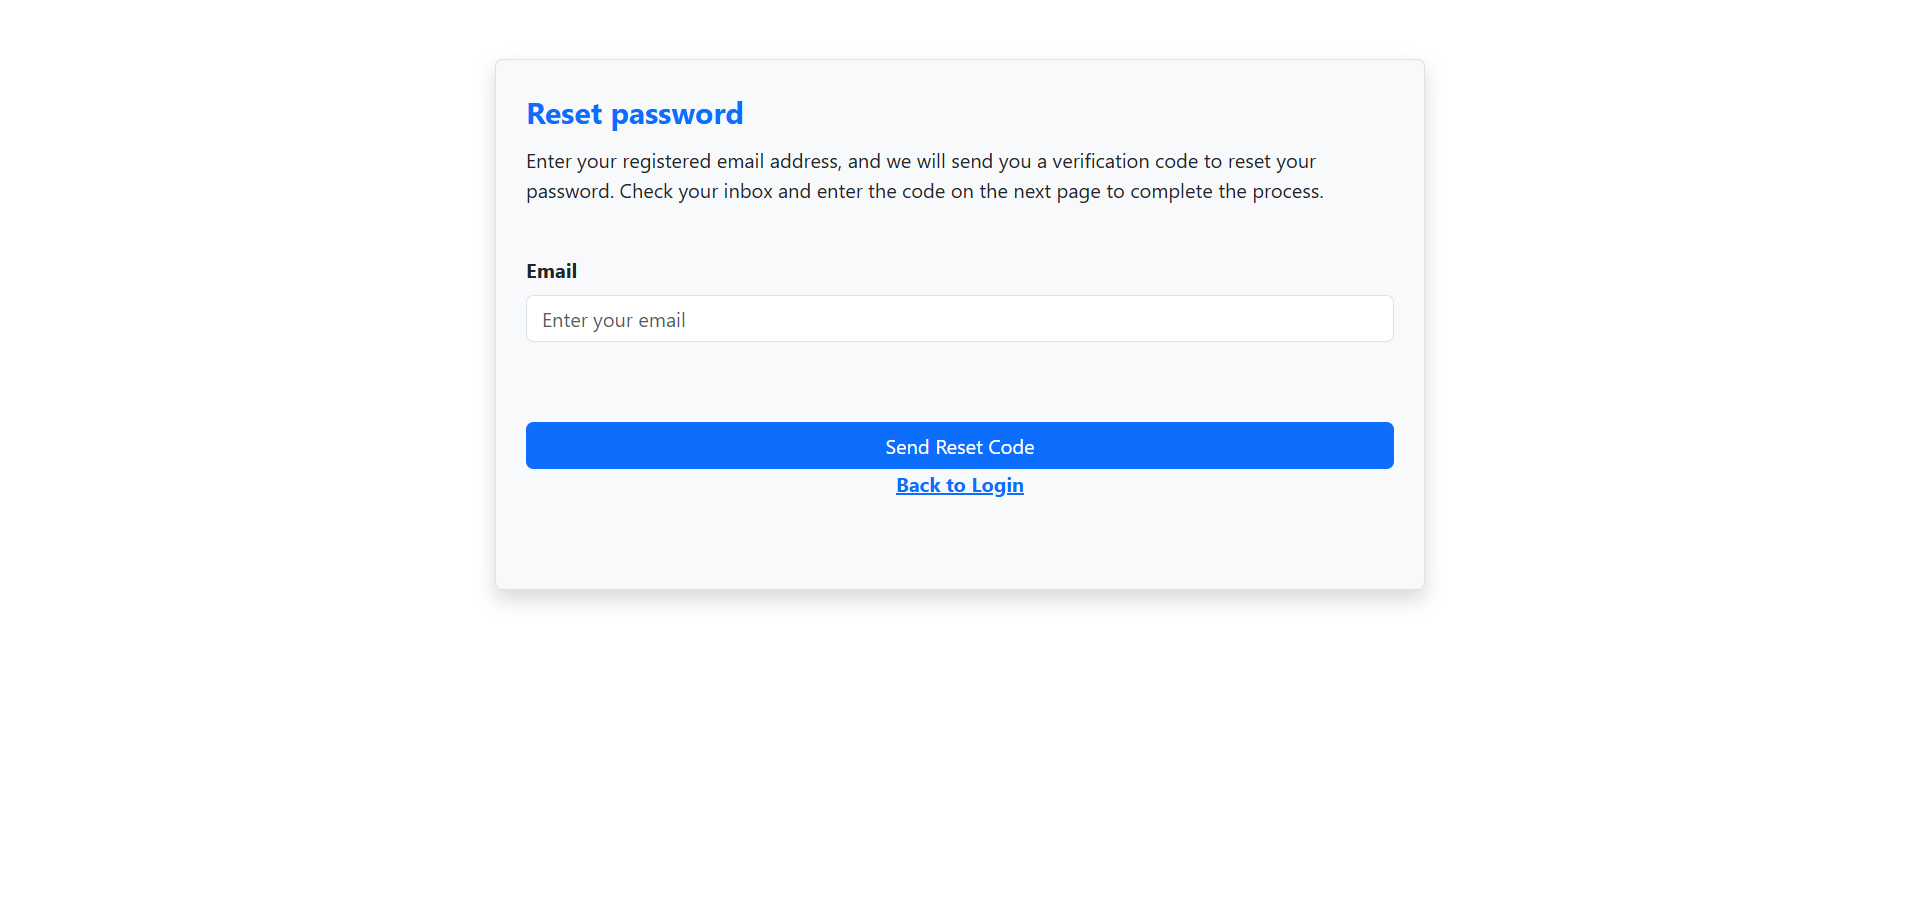 Reset password
Enter your registered email address, and we will send you a verification code to reset your
password. Check your inbox and enter the code on the next page to complete the process.
Email
Enter your email
Send Reset Code
Back to Login